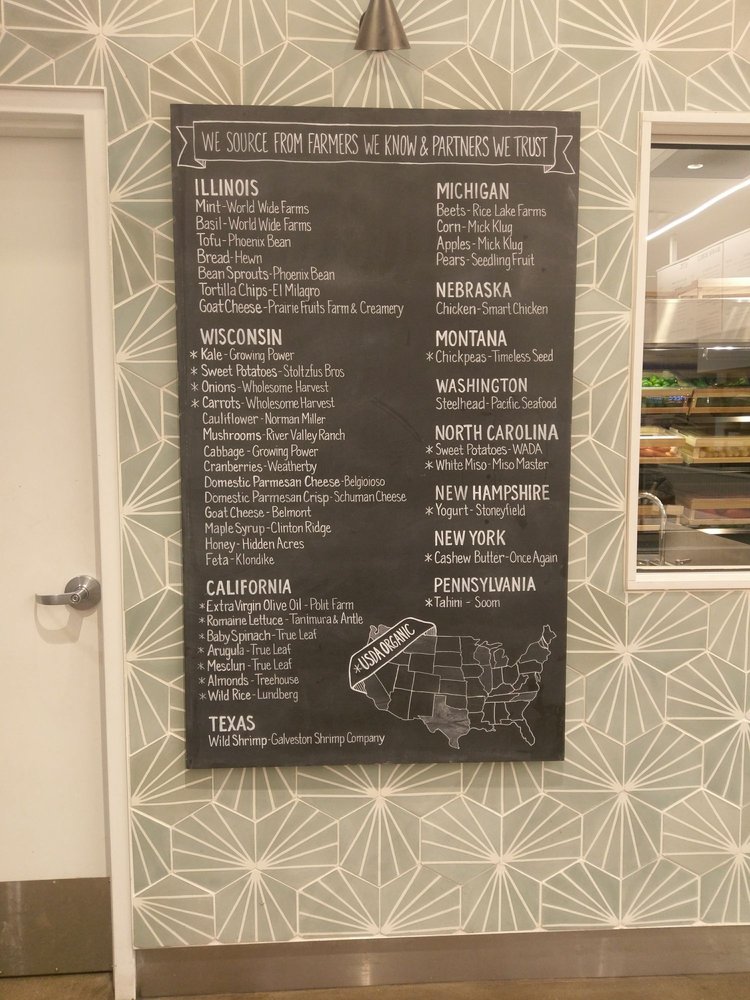 WE SOURCE FROM FARMERS WE KNOW & PARTNERS WE TRUST
ILLINOIS
Mint-World Wide Farms
Basil-World Wide Farms
Tofu-Phoenix Bean
Bread-Hewn
Bean Sprouts-Phoenix Bean
Tortilla Chips-El Milagro
Goat Cheese-Prairie Fruits Farm & Creamery
WISCONSIN
* Kale-Growing Power
* Sweet Potatoes-Stoltzfus Bros
* Onions-Wholesome Harvest
* Carrots-Wholesome Harvest
Cauliflower-Norman Miller
Mushrooms-River Valley Ranch
Cabbage-Growing Power
Cranberries-Weatherby
Domestic Parmesan Cheese-Belgioioso
Domestic Parmesan Crisp-Schuman Cheese
Goat Cheese-Belmont
Maple Syrup-Clinton Ridge
Honey-Hidden Acres
Feta-Klondike
CALIFORNIA
* Extra Virgin Olive Oil-Polit Farm
* Romaine Lettuce-Tanimura & Antle
* Baby Spinach-True Leaf
* Arugula-True Leaf
* Mesclun-True Leaf
* Almonds-Treehouse
* Wild Rice-Lundberg
TEXAS
Wild Shrimp-Galveston Shrimp Company
MICHIGAN
Beets-Rice Lake Farms
Corn-Mick Klug
Apples-Mick Klug
Pears-Seedling Fruit
NEBRASKA
Chicken-Smart Chicken
MONTANA
* Chickpeas-Timeless Seed
WASHINGTON
Steelhead-Pacific Seafood
NORTH CAROLINA
* Sweet Potatoes-WADA
* White Miso-Miso Master
NEW HAMPSHIRE
* Yogurt-Stoneyfield
NEW YORK
* Cashew Butter-Once Again
PENNSYLVANIA
* Tahini - Soom
* USDA ORGANIC